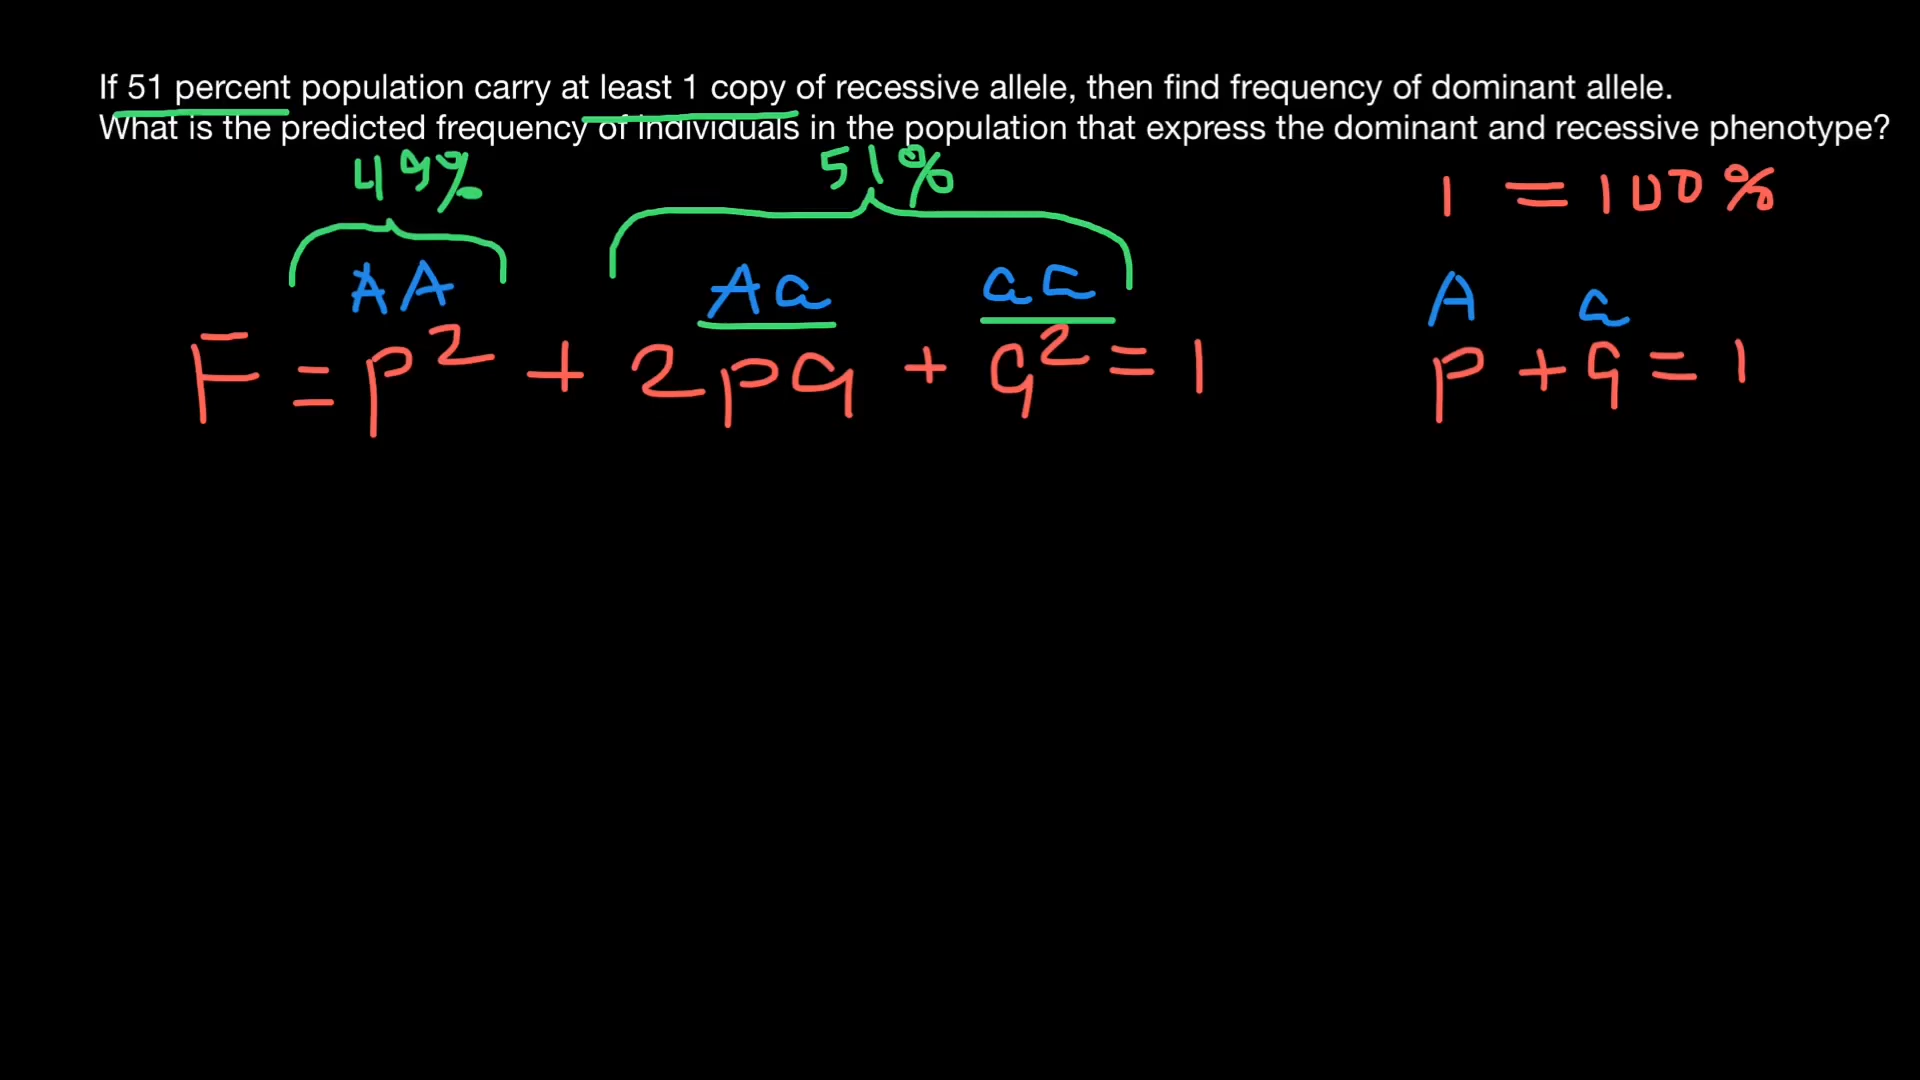 If 51 percent population carry at least 1 copy of recessive allele, then find frequency of dominant allele.
What is the predicted frequency of individuals in the population that express the dominant and recessive phenotype?
49% 51%
1 = 100%
AA Aa aa
A a
F = p² + 2pq + q² = 1
p + q = 1